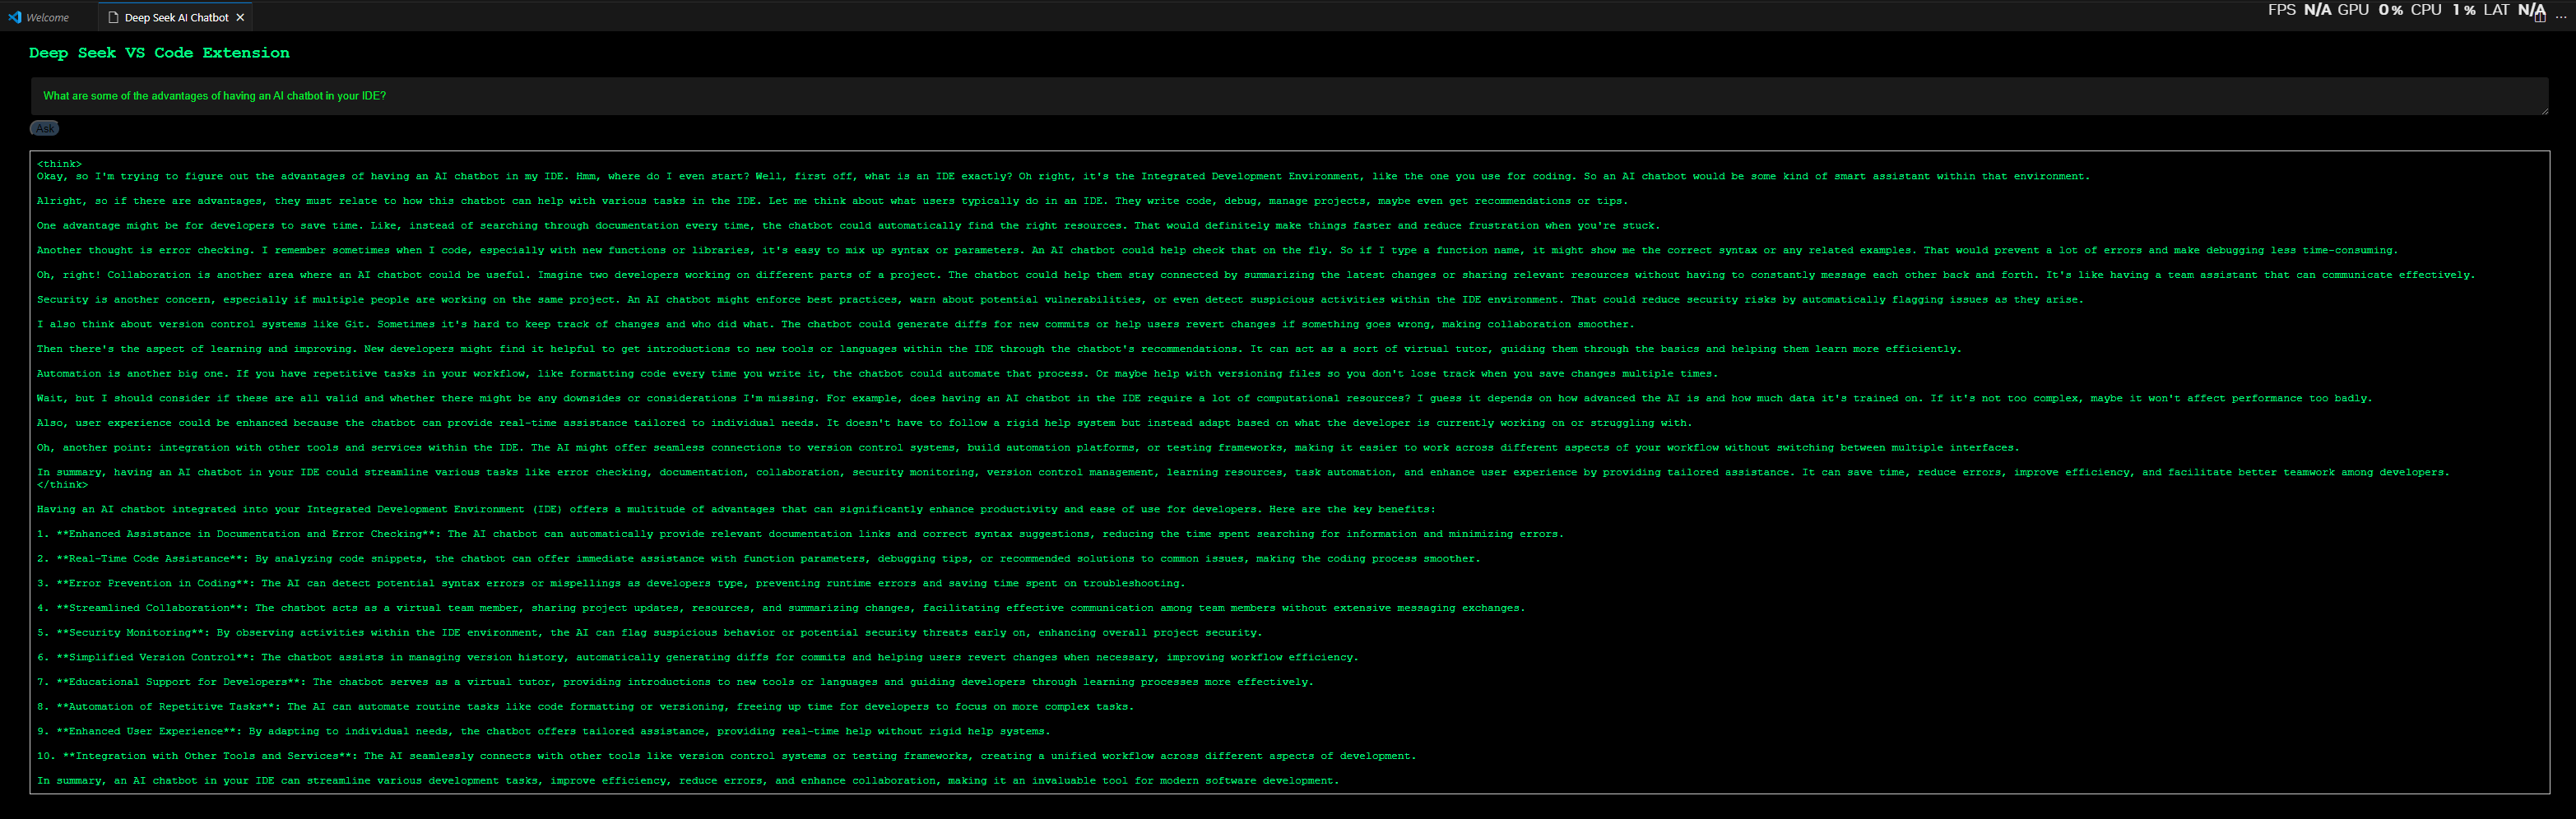 Welcome
Deep Seek AI Chatbot
FPS N/A GPU 0% CPU 1% LAT N/A
Deep Seek VS Code Extension
What are some of the advantages of having an AI chatbot in your IDE?
Ask
<think>
Okay, so I'm trying to figure out the advantages of having an AI chatbot in my IDE. Hmm, where do I even start? Well, first off, what is an IDE exactly? Oh right, it's the Integrated Development Environment, like the one you use for coding. So an AI chatbot would be some kind of smart assistant within that environment.
Alright, so if there are advantages, they must relate to how this chatbot can help with various tasks in the IDE. Let me think about what users typically do in an IDE. They write code, debug, manage projects, maybe even get recommendations or tips.
One advantage might be for developers to save time. Like, instead of searching through documentation every time, the chatbot could automatically find the right resources. That would definitely make things faster and reduce frustration when you're stuck.
Another thought is error checking. I remember sometimes when I code, especially with new functions or libraries, it's easy to mix up syntax or parameters. An AI chatbot could help check that on the fly. So if I type a function name, it might show me the correct syntax or any related examples. That would prevent a lot of errors and make debugging less time-consuming.
Oh, right! Collaboration is another area where an AI chatbot could be useful. Imagine two developers working on different parts of a project. The chatbot could help them stay connected by summarizing the latest changes or sharing relevant resources without having to constantly message each other back and forth. It's like having a team assistant that can communicate effectively.
Security is another concern, especially if multiple people are working on the same project. An AI chatbot might enforce best practices, warn about potential vulnerabilities, or even detect suspicious activities within the IDE environment. That could reduce security risks by automatically flagging issues as they arise.
I also think about version control systems like Git. Sometimes it's hard to keep track of changes and who did what. The chatbot could generate diffs for new commits or help users revert changes if something goes wrong, making collaboration smoother.
Then there's the aspect of learning and improving. New developers might find it helpful to get introductions to new tools or languages within the IDE through the chatbot's recommendations. It can act as a sort of virtual tutor, guiding them through the basics and helping them learn more efficiently.
Automation is another big one. If you have repetitive tasks in your workflow, like formatting code every time you write it, the chatbot could automate that process. Or maybe help with versioning files so you don't lose track when you save changes multiple times.
Wait, but I should consider if these are all valid and whether there might be any downsides or considerations I'm missing. For example, does having an AI chatbot in the IDE require a lot of computational resources? I guess it depends on how advanced the AI is and how much data it's trained on. If it's not too complex, maybe it won't affect performance too badly.
Also, user experience could be enhanced because the chatbot can provide real-time assistance tailored to individual needs. It doesn't have to follow a rigid help system but instead adapt based on what the developer is currently working on or struggling with.
Oh, another point: integration with other tools and services within the IDE. The AI might offer seamless connections to version control systems, build automation platforms, or testing frameworks, making it easier to work across different aspects of your workflow without switching between multiple interfaces.
In summary, having an AI chatbot in your IDE could streamline various tasks like error checking, documentation, collaboration, security monitoring, version control management, learning resources, task automation, and enhance user experience by providing tailored assistance. It can save time, reduce errors, improve efficiency, and facilitate better teamwork among developers.
</think>
Having an AI chatbot integrated into your Integrated Development Environment (IDE) offers a multitude of advantages that can significantly enhance productivity and ease of use for developers. Here are the key benefits:
1. **Enhanced Assistance in Documentation and Error Checking**: The AI chatbot can automatically provide relevant documentation links and correct syntax suggestions, reducing the time spent searching for information and minimizing errors.
2. **Real-Time Code Assistance**: By analyzing code snippets, the chatbot can offer immediate assistance with function parameters, debugging tips, or recommended solutions to common issues, making the coding process smoother.
3. **Error Prevention in Coding**: The AI can detect potential syntax errors or mispellings as developers type, preventing runtime errors and saving time spent on troubleshooting.
4. **Streamlined Collaboration**: The chatbot acts as a virtual team member, sharing project updates, resources, and summarizing changes, facilitating effective communication among team members without extensive messaging exchanges.
5. **Security Monitoring**: By observing activities within the IDE environment, the AI can flag suspicious behavior or potential security threats early on, enhancing overall project security.
6. **Simplified Version Control**: The chatbot assists in managing version history, automatically generating diffs for commits and helping users revert changes when necessary, improving workflow efficiency.
7. **Educational Support for Developers**: The chatbot serves as a virtual tutor, providing introductions to new tools or languages and guiding developers through learning processes more effectively.
8. **Automation of Repetitive Tasks**: The AI can automate routine tasks like code formatting or versioning, freeing up time for developers to focus on more complex tasks.
9. **Enhanced User Experience**: By adapting to individual needs, the chatbot offers tailored assistance, providing real-time help without rigid help systems.
10. **Integration with Other Tools and Services**: The AI seamlessly connects with other tools like version control systems or testing frameworks, creating a unified workflow across different aspects of development.
In summary, an AI chatbot in your IDE can streamline various development tasks, improve efficiency, reduce errors, and enhance collaboration, making it an invaluable tool for modern software development.